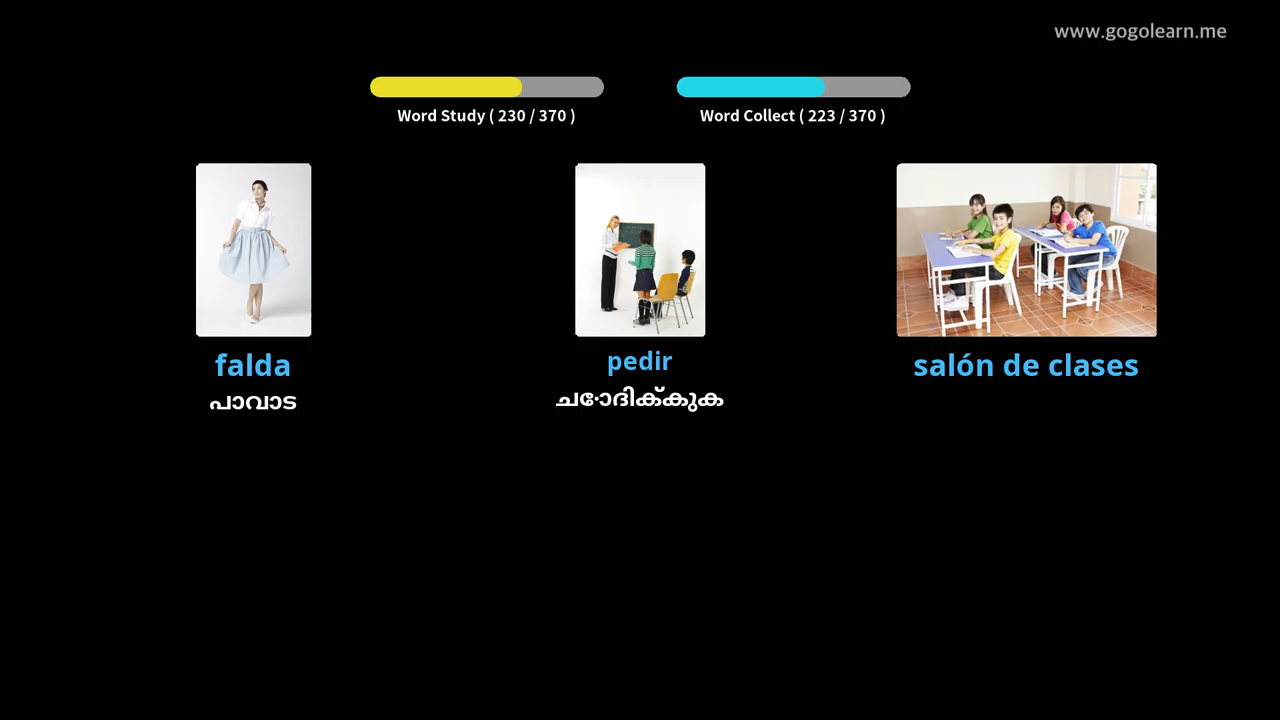 www.gogolearn.me
Word Study ( 230 / 370 )
Word Collect ( 223 / 370 )
falda
പാവാട
pedir
ചോദിക്കുക
salón de clases